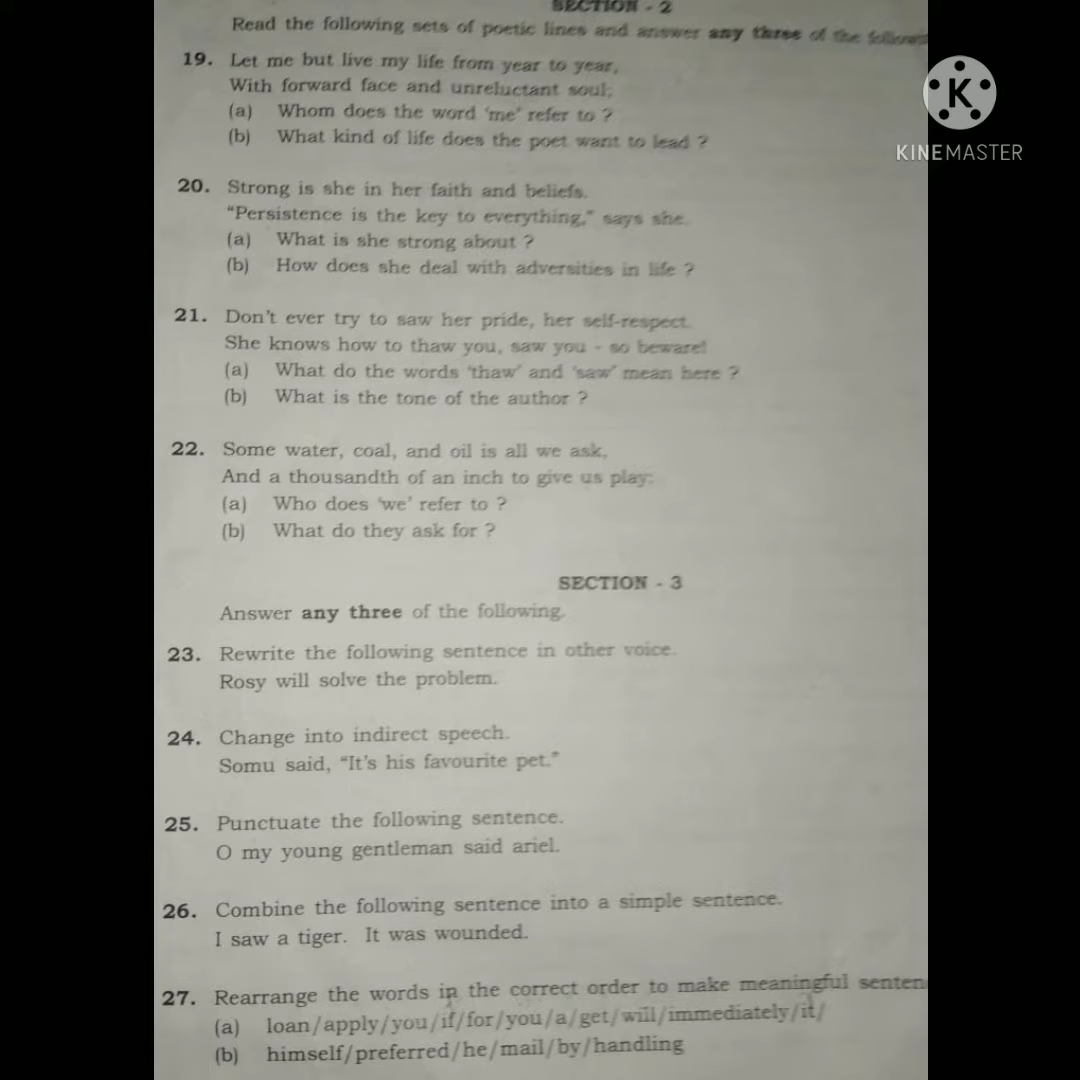 SECTION - 2
Read the following sets of poetic lines and answer any three of the
19. Let me but live my life from year to year,
With forward face and unreluctant soul;
(a) Whom does the word 'me' refer to ?
(b) What kind of life does the poet want to lead ?
20. Strong is she in her faith and beliefs.
"Persistence is the key to everything," says she.
(a) What is she strong about ?
(b) How does she deal with adversities in life ?
21. Don't ever try to saw her pride, her self-respect.
She knows how to thaw you, saw you - so beware!
(a) What do the words 'thaw' and 'saw' mean here ?
(b) What is the tone of the author ?
22. Some water, coal, and oil is all we ask,
And a thousandth of an inch to give us play:
(a) Who does 'we' refer to ?
(b) What do they ask for ?
SECTION - 3
Answer any three of the following.
23. Rewrite the following sentence in other voice.
Rosy will solve the problem.
24. Change into indirect speech.
Somu said, "It's his favourite pet."
25. Punctuate the following sentence.
O my young gentleman said ariel.
26. Combine the following sentence into a simple sentence.
I saw a tiger. It was wounded.
27. Rearrange the words in the correct order to make meaningful senten
(a) loan/apply/you/if/for/you/a/get/will/immediately/it/
(b) himself/preferred/he/mail/by/handling
K
KINEMASTER